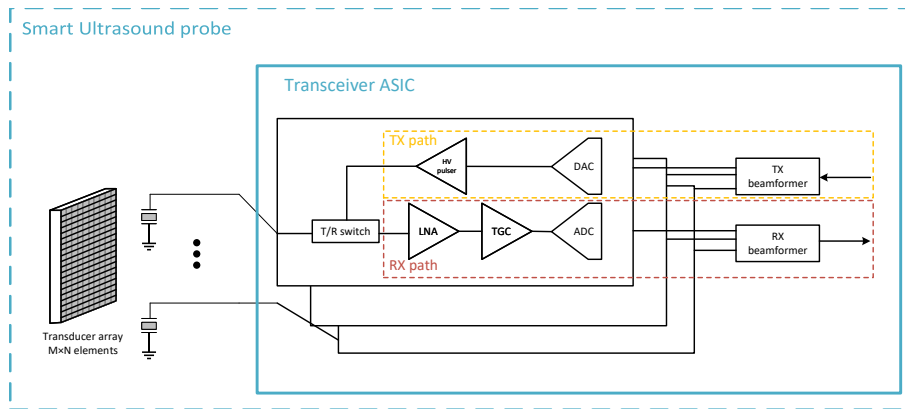 Smart Ultrasound probe
Transceiver ASIC
TX path
HV
pulser
DAC
TX
beamformer
T/R switch
LNA
TGC
ADC
RX
beamformer
RX path
Transducer array
M×N elements